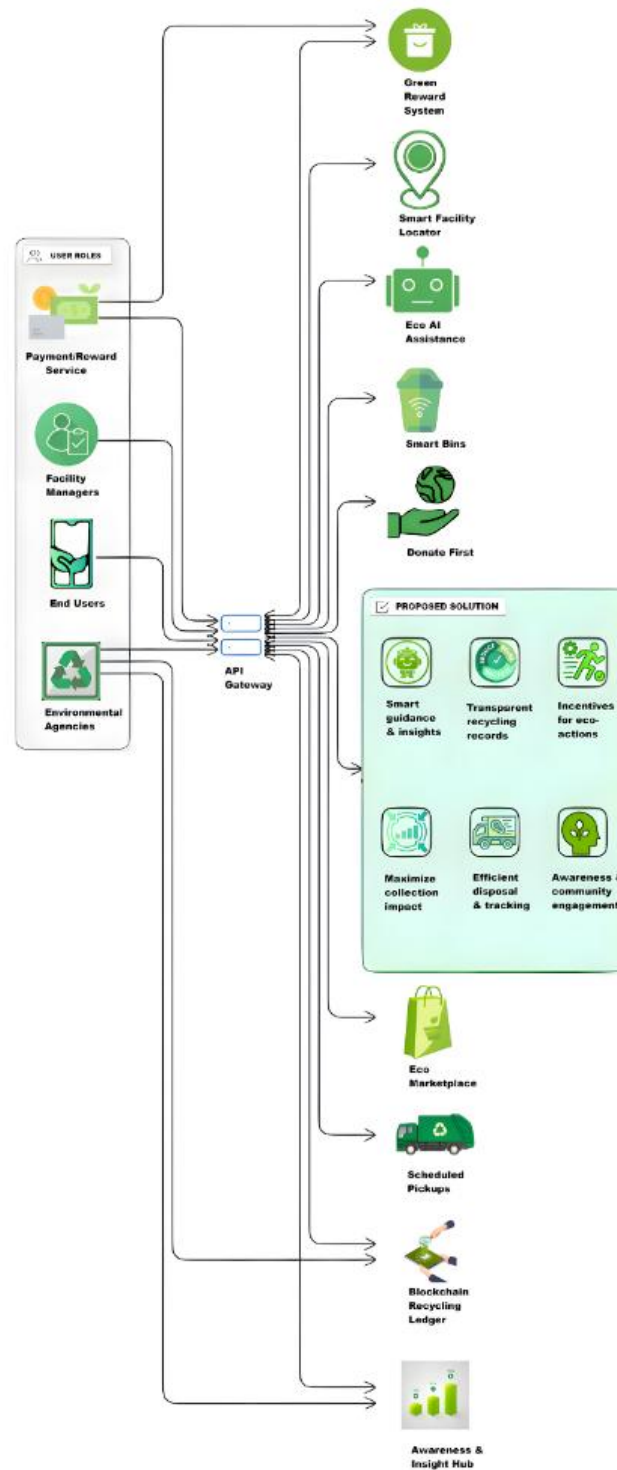 Green
Reward
System
Smart Facility
Locator
USER ROLES
Eco AI
Assistance
Payment/Reward
Service
Smart Bins
Facility
Managers
Donate First
End Users
PROPOSED SOLUTION
API
Gateway
Environmental
Agencies
Smart
guidance
& insights
Transparent
recycling
records
Incentives
for eco-
actions
Maximize
collection
impact
Efficient
disposal
& tracking
Awareness &
community
engagement
Eco
Marketplace
Scheduled
Pickups
Blockchain
Recycling
Ledger
Awareness &
Insight Hub